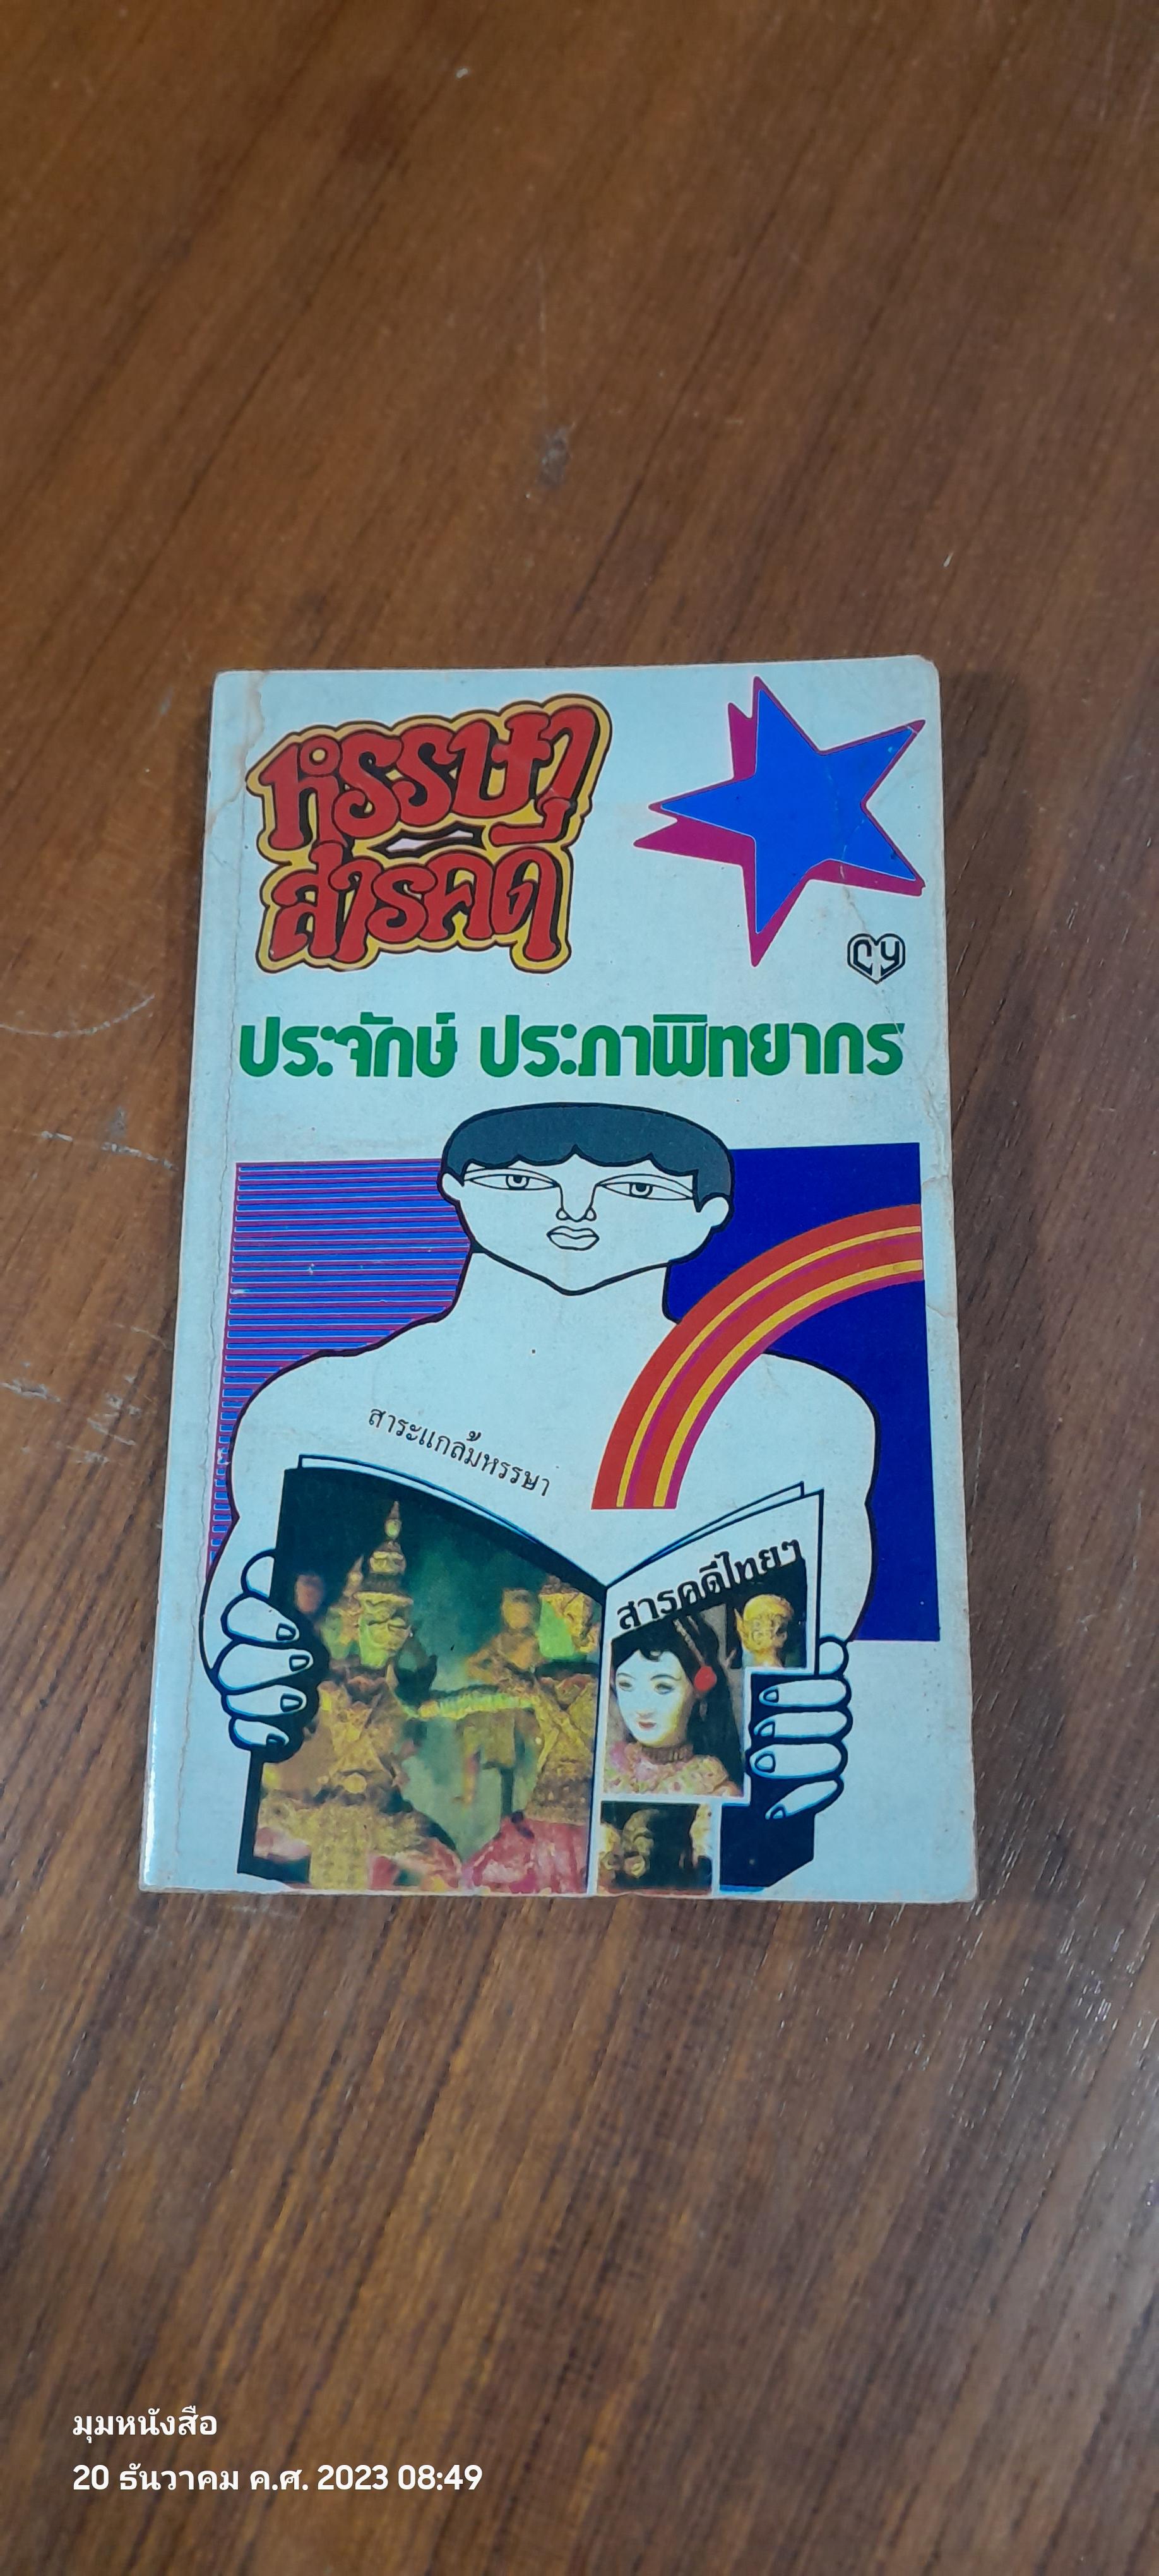 หรรษา
สารคดี
ประจักษ์ ประภาพิทยากร
สาระแกล้มหรรษา
สารคดีไทยๆ
มุมหนังสือ
20 ธันวาคม ค.ศ. 2023 08:49